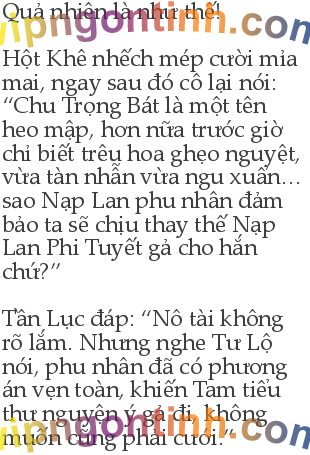 Quả nhiên là như thế!
vipngontinh.com
Hột Khê nhếch mép cười mỉa
mai, ngay sau đó cô lại nói:
“Chu Trọng Bát là một tên
heo mập, hơn nữa trước giờ
chỉ biết trêu hoa ghẹo nguyệt,
vừa tàn nhẫn vừa ngu xuẩn...
sao Nạp Lan phu nhân đảm
bảo ta sẽ chịu thay thế Nạp
Lan Phi Tuyết gả cho hắn
chứ?”
Tần Lục đáp: “Nô tài không
rõ lắm. Nhưng nghe Tư Lộ
nói, phu nhân đã có phương
án vẹn toàn, khiến Tam tiểu
thư nguyện ý gả đi, không
muốn cũng phải cưới.”
vipngontinh.com